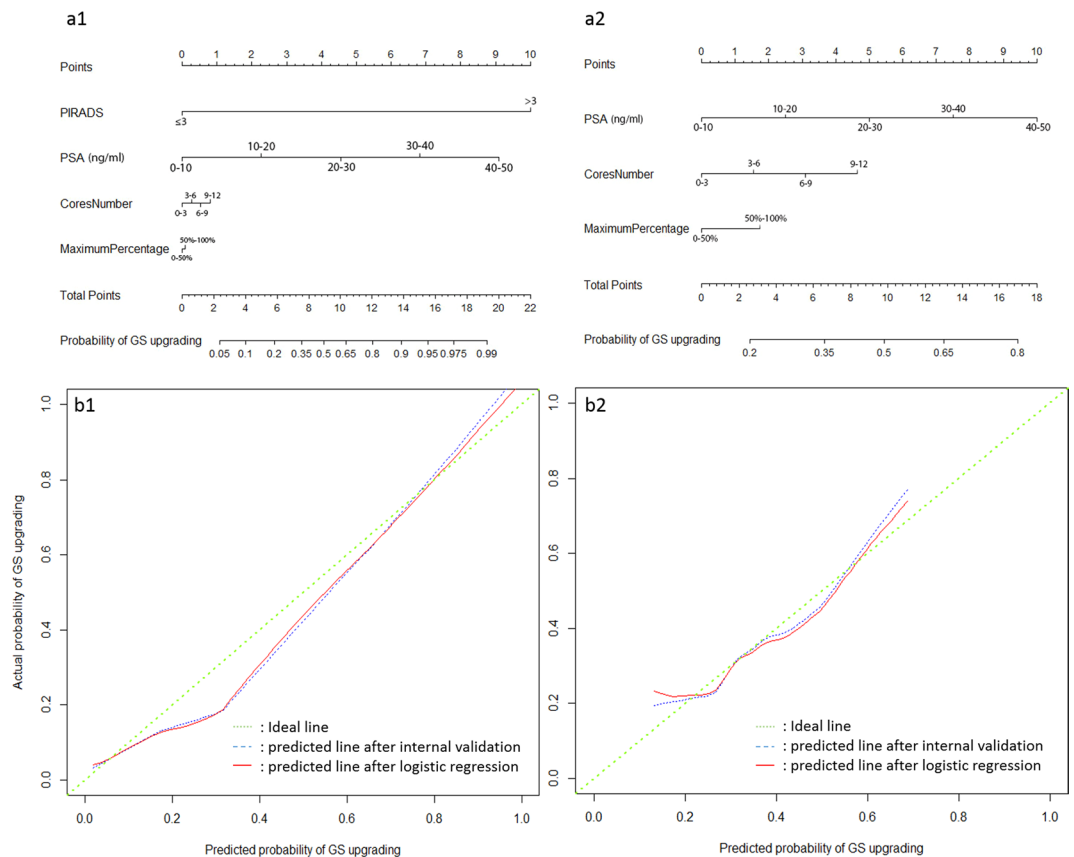 a1
Points 0 1 2 3 4 5 6 7 8 9 10
PIRADS ≤3 >3
PSA (ng/ml) 0-10 10-20 20-30 30-40 40-50
CoresNumber 0-3 3-6 6-9 9-12
MaximumPercentage 0-50% 50%-100%
Total Points 0 2 4 6 8 10 12 14 16 18 20 22
Probability of GS upgrading 0.05 0.1 0.2 0.35 0.5 0.65 0.8 0.9 0.95 0.975 0.99
a2
Points 0 1 2 3 4 5 6 7 8 9 10
PSA (ng/ml) 0-10 10-20 20-30 30-40 40-50
CoresNumber 0-3 3-6 6-9 9-12
MaximumPercentage 0-50% 50%-100%
Total Points 0 2 4 6 8 10 12 14 16 18
Probability of GS upgrading 0.2 0.35 0.5 0.65 0.8
b1
Actual probability of GS upgrading
1.0
0.8
0.6
0.4
0.2
0.0
: Ideal line
: predicted line after internal validation
: predicted line after logistic regression
0.0 0.2 0.4 0.6 0.8 1.0
Predicted probability of GS upgrading
b2
1.0
0.8
0.6
0.4
0.2
0.0
: Ideal line
: predicted line after internal validation
: predicted line after logistic regression
0.0 0.2 0.4 0.6 0.8 1.0
Predicted probability of GS upgrading